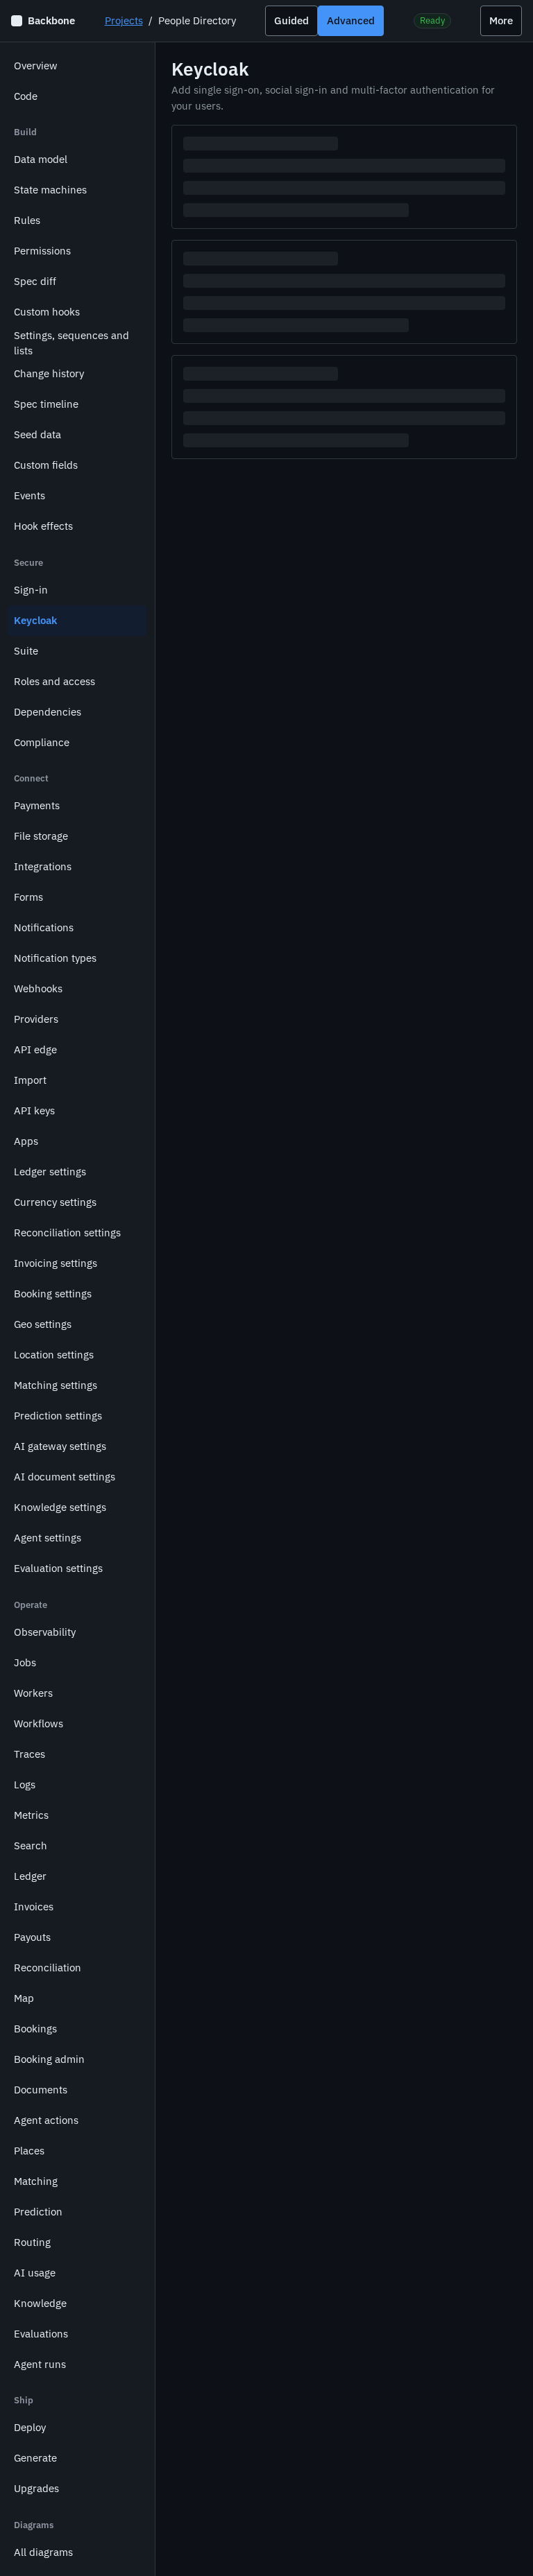 Backbone
Projects / People Directory
Guided
Advanced
Ready
More
Overview
Code
Build
Data model
State machines
Rules
Permissions
Spec diff
Custom hooks
Settings, sequences and
lists
Change history
Spec timeline
Seed data
Custom fields
Events
Hook effects
Secure
Sign-in
Keycloak
Suite
Roles and access
Dependencies
Compliance
Connect
Payments
File storage
Integrations
Forms
Notifications
Notification types
Webhooks
Providers
API edge
Import
API keys
Apps
Ledger settings
Currency settings
Reconciliation settings
Invoicing settings
Booking settings
Geo settings
Location settings
Matching settings
Prediction settings
AI gateway settings
AI document settings
Knowledge settings
Agent settings
Evaluation settings
Operate
Observability
Jobs
Workers
Workflows
Traces
Logs
Metrics
Search
Ledger
Invoices
Payouts
Reconciliation
Map
Bookings
Booking admin
Documents
Agent actions
Places
Matching
Prediction
Routing
AI usage
Knowledge
Evaluations
Agent runs
Ship
Deploy
Generate
Upgrades
Diagrams
All diagrams
Keycloak
Add single sign-on, social sign-in and multi-factor authentication for
your users.